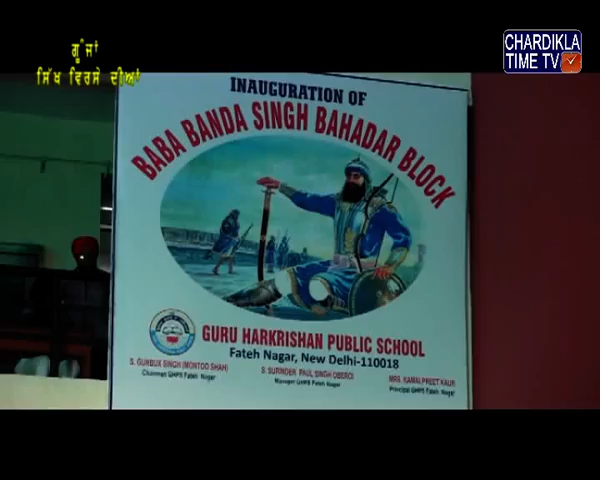 ਗੂੰਜਾਂ
ਸਿੱਖ ਵਿਰਸੇ ਦੀਆਂ
CHARDIKLA
TIME TV
INAUGURATION OF
BABA BANDA SINGH BAHADAR BLOCK
GURU HARKRISHAN PUBLIC SCHOOL
Fateh Nagar, New Delhi-110018
S. GURBUX SINGH (MONTOO SHAH)
Chairman GHPS Fateh Nagar
S. SURINDER PAUL SINGH OBEROI
Manager GHPS Fateh Nagar
MRS. KAMALPREET KAUR
Principal GHPS Fateh Nagar